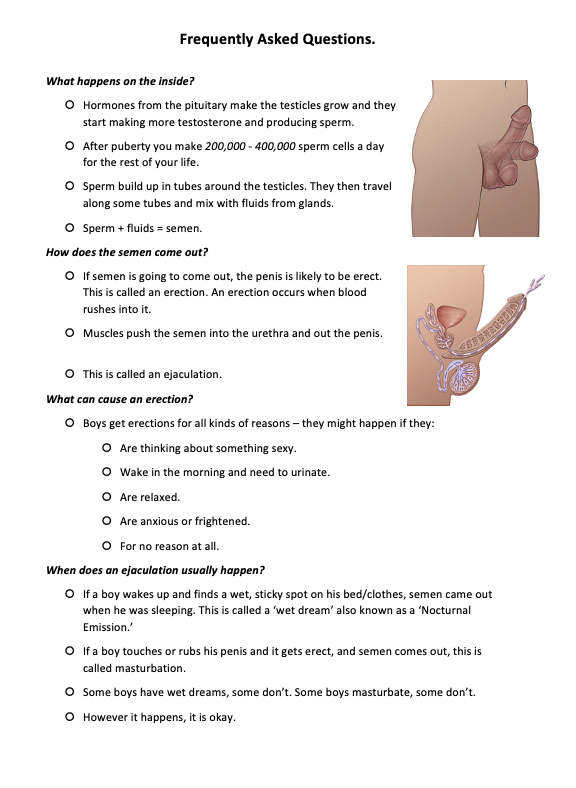 Frequently Asked Questions.
What happens on the inside?
Hormones from the pituitary make the testicles grow and they
start making more testosterone and producing sperm.
After puberty you make 200,000 - 400,000 sperm cells a day
for the rest of your life.
Sperm build up in tubes around the testicles. They then travel
along some tubes and mix with fluids from glands.
Sperm + fluids = semen.
How does the semen come out?
If semen is going to come out, the penis is likely to be erect.
This is called an erection. An erection occurs when blood
rushes into it.
Muscles push the semen into the urethra and out the penis.
This is called an ejaculation.
What can cause an erection?
Boys get erections for all kinds of reasons – they might happen if they:
Are thinking about something sexy.
Wake in the morning and need to urinate.
Are relaxed.
Are anxious or frightened.
For no reason at all.
When does an ejaculation usually happen?
If a boy wakes up and finds a wet, sticky spot on his bed/clothes, semen came out
when he was sleeping. This is called a ‘wet dream’ also known as a ‘Nocturnal
Emission.’
If a boy touches or rubs his penis and it gets erect, and semen comes out, this is
called masturbation.
Some boys have wet dreams, some don’t. Some boys masturbate, some don’t.
However it happens, it is okay.